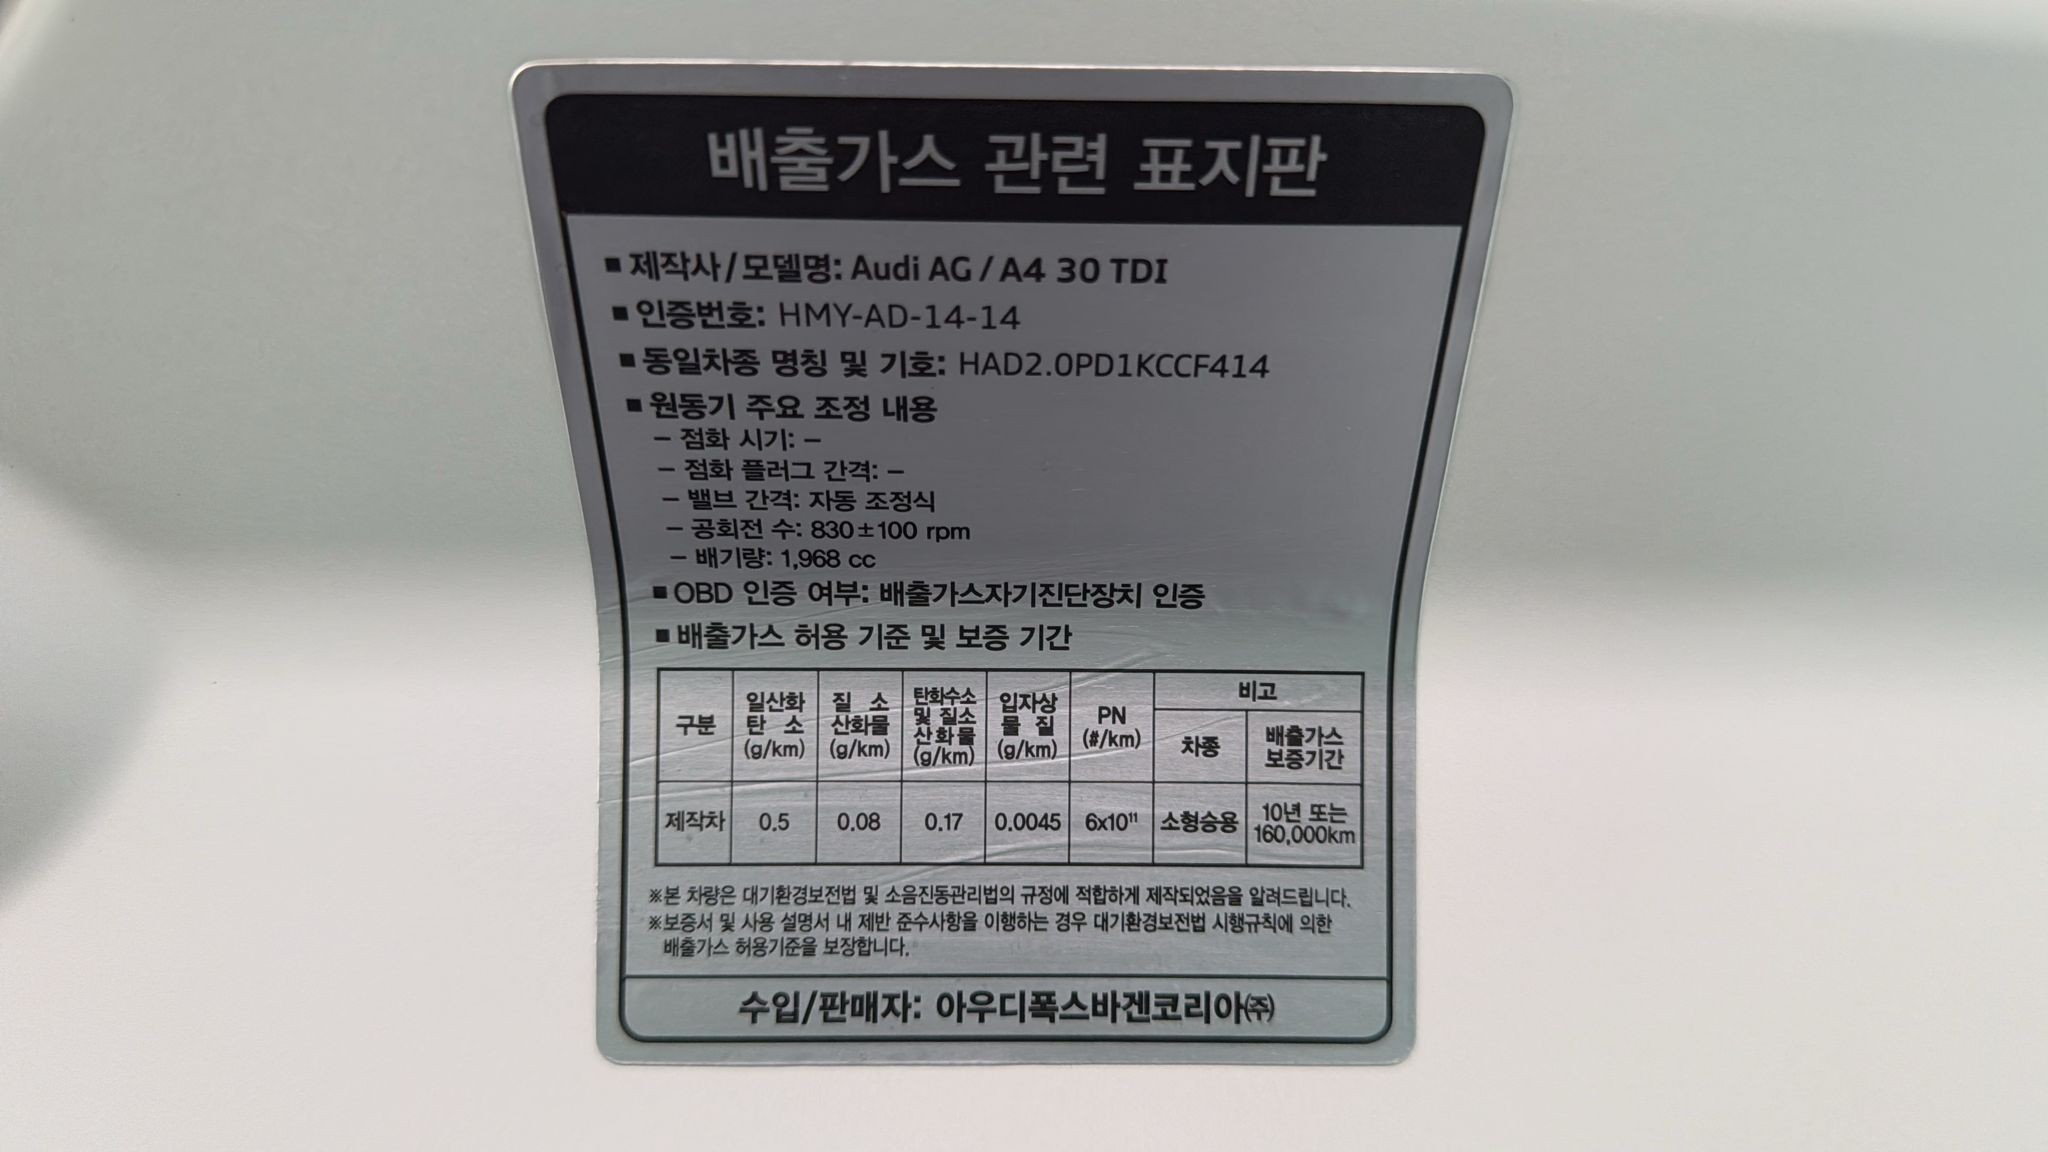 배출가스 관련 표지판
■ 제작사/모델명: Audi AG / A4 30 TDI
■ 인증번호: HMY-AD-14-14
■ 동일차종 명칭 및 기호: HAD2.0PD1KCCF414
■ 원동기 주요 조정 내용
– 점화 시기: –
– 점화 플러그 간격: –
– 밸브 간격: 자동 조정식
– 공회전 수: 830±100 rpm
– 배기량: 1,968 cc
■ OBD 인증 여부: 배출가스자기진단장치 인증
■ 배출가스 허용 기준 및 보증 기간
구분
일산화
탄 소
(g/km)
질 소
산화물
(g/km)
탄화수소
및 질소
산화물
(g/km)
입자상
물 질
(g/km)
PN
(#/km)
비고
차종
배출가스
보증기간
제작차
0.5
0.08
0.17
0.0045
6x10¹¹
소형승용
10년 또는
160,000km
※본 차량은 대기환경보전법 및 소음진동관리법의 규정에 적합하게 제작되었음을 알려드립니다.
※보증서 및 사용 설명서 내 제반 준수사항을 이행하는 경우 대기환경보전법 시행규칙에 의한
배출가스 허용기준을 보장합니다.
수입/판매자: 아우디폭스바겐코리아㈜